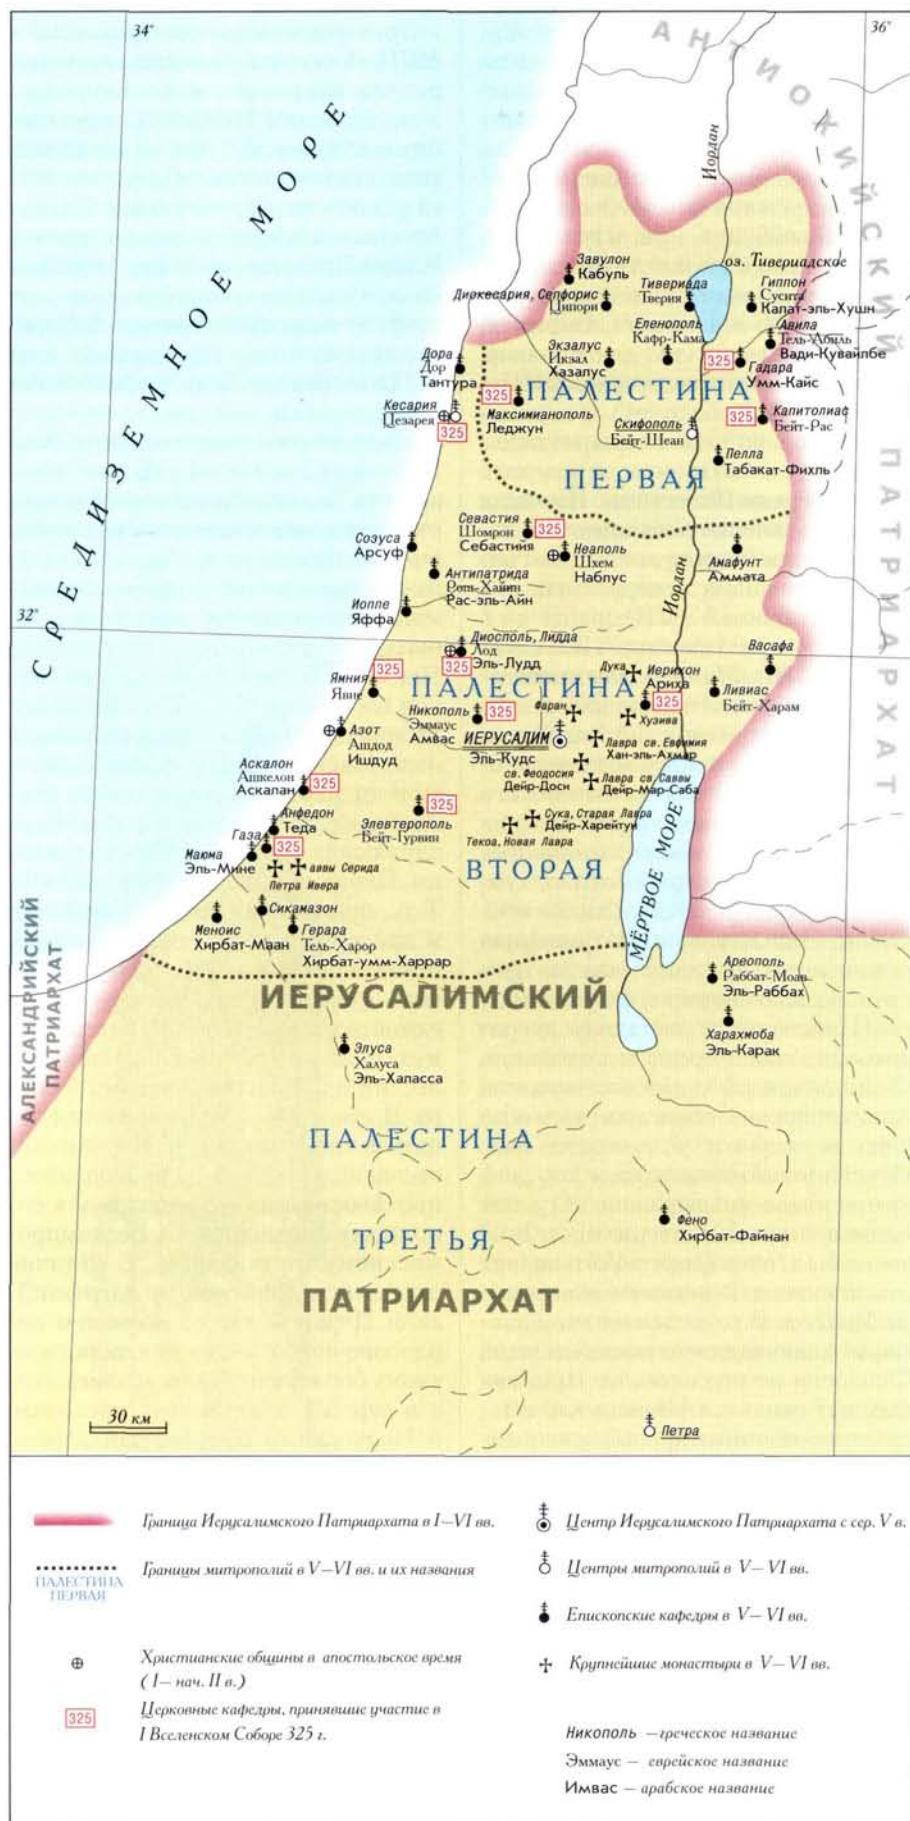 34°
36°
АНТИОХИЙСКИЙ
ПАТРИАРХАТ
СРЕДИЗЕМНОЕ МОРЕ
Иордан
оз. Тивериадское
Завулон
Кабуль
Диокесария, Сепфорис
Ципори
Тивериада
Тверия
Гиппон
Сусита
Калат-эль-Хушн
Еленополь
Кафр-Кама
Авила
Тель-Абиль
Вади-Кувайлбе
Экзалус
Иксал
Хазалус
325
Гадара
Умм-Кайс
Дора
Дор
Тантура
325
ПАЛЕСТИНА
Максимианополь
Леджун
325
Капитолиас
Бейт-Рас
Кесария
Цезарея
325
Скифополь
Бейт-Шеан
Пелла
Табакат-Фихль
ПЕРВАЯ
Севастия
Шомрон
Себастийя
325
Созуса
Арсуф
Неаполь
Шхем
Наблус
Амафунт
Аммата
Антипатрида
Рош-Хайин
Рас-эль-Айн
Иордан
Иоппе
Яффа
32°
Диосполь, Лидда
Лод
Эль-Лудд
325
Васафа
325
Ямния
Явне
ПАЛЕСТИНА
Дука
Иерихон
Ариха
325
Ливиас
Бейт-Харам
Никополь
Эммаус
Амвас
325
Фаран
Хузива
ИЕРУСАЛИМ
Эль-Кудс
Азот
Ашдод
Ишдуд
Лавра св. Евфимия
Хан-эль-Ахмар
св. Феодосия
Дейр-Доси
Лавра св. Саввы
Дейр-Мар-Саба
Аскалон
Ашкелон
Аскалан
325
325
Элевтерополь
Бейт-Гурвин
Сука, Старая Лавра
Дейр-Харейтун
Текоа, Новая Лавра
Анфедон
Теда
Газа
325
Маюма
Эль-Мине
аввы Серида
Петра Ивера
ВТОРАЯ
МЁРТВОЕ МОРЕ
Сикамазон
Меноис
Хирбат-Маан
Герара
Тель-Харор
Хирбат-умм-Харрар
АЛЕКСАНДРИЙСКИЙ
ПАТРИАРХАТ
ИЕРУСАЛИМСКИЙ
Ареополь
Раббат-Моав
Эль-Раббах
Харахмоба
Эль-Карак
Элуса
Халуса
Эль-Халасса
ПАЛЕСТИНА
Фено
Хирбат-Файнан
ТРЕТЬЯ
ПАТРИАРХАТ
30 км
Петра
Граница Иерусалимского Патриархата в I—VI вв.
Границы митрополий в V—VI вв. и их названия
ПАЛЕСТИНА
ПЕРВАЯ
Христианские общины в апостольское время
(I— нач. II в.)
325
Церковные кафедры, принявшие участие в
I Вселенском Соборе 325 г.
Центр Иерусалимского Патриархата с сер. V в.
Центры митрополий в V—VI вв.
Епископские кафедры в V—VI вв.
Крупнейшие монастыри в V—VI вв.
Никополь —греческое название
Эммаус — еврейское название
Имвас — арабское название